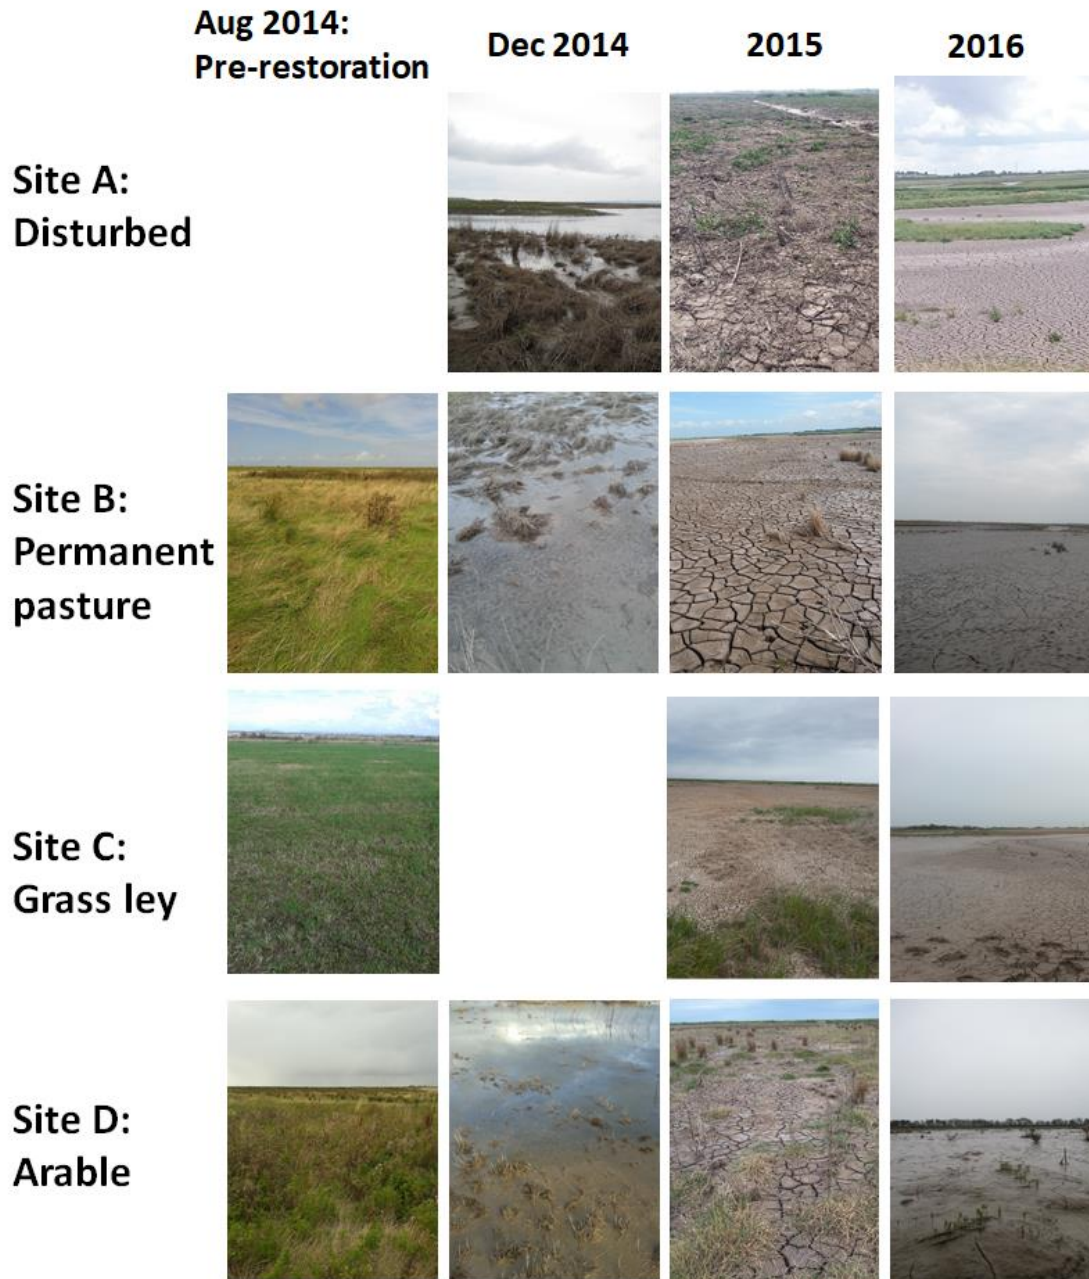 Aug 2014:
Pre-restoration
Dec 2014
2015
2016
Site A:
Disturbed
Site B:
Permanent
pasture
Site C:
Grass ley
Site D:
Arable